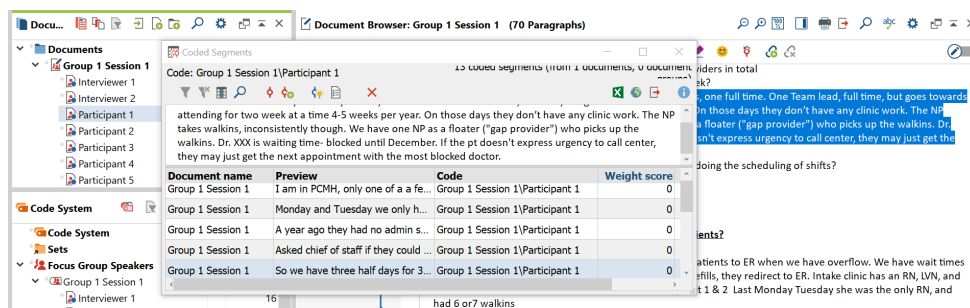 Docu...
Document Browser: Group 1 Session 1 (70 Paragraphs)
Documents
Group 1 Session 1
Interviewer 1
Interviewer 2
Participant 1
Participant 2
Participant 3
Participant 4
Participant 5
Code System
Code System
Sets
Focus Group Speakers
Group 1 Session 1
Interviewer 1
16
Coded Segments
Code: Group 1 Session 1\Participant 1
13 coded segments (from 1 documents, 0 document
groups)
attending for two week at a time 4-5 weeks per year. On those days they don't have any clinic work. The NP
takes walkins, inconsistently though. We have one NP as a floater ("gap provider") who picks up the
walkins. Dr. XXX is waiting time- blocked until December. If the pt doesn't express urgency to call center,
they may just get the next appointment with the most blocked doctor.
Document name Preview Code Weight score
Group 1 Session 1 I am in PCMH, only one of a a fe... Group 1 Session 1\Participant 1 0
Group 1 Session 1 Monday and Tuesday we only h... Group 1 Session 1\Participant 1 0
Group 1 Session 1 A year ago they had no admin s... Group 1 Session 1\Participant 1 0
Group 1 Session 1 Asked chief of staff if they could ... Group 1 Session 1\Participant 1 0
Group 1 Session 1 So we have three half days for 3... Group 1 Session 1\Participant 1 0
viders in total
ek?
, one full time. One Team lead, full time, but goes towards
On those days they don't have any clinic work. The NP
a floater ("gap provider") who picks up the walkins. Dr.
sn't express urgency to call center, they may just get the
doing the scheduling of shifts?
ients?
atients to ER when we have overflow. We have wait times
efills, they redirect to ER. Intake clinic has an RN, LVN, and
t 1 & 2 Last Monday Tuesday she was the only RN, and
had 6 or7 walkins